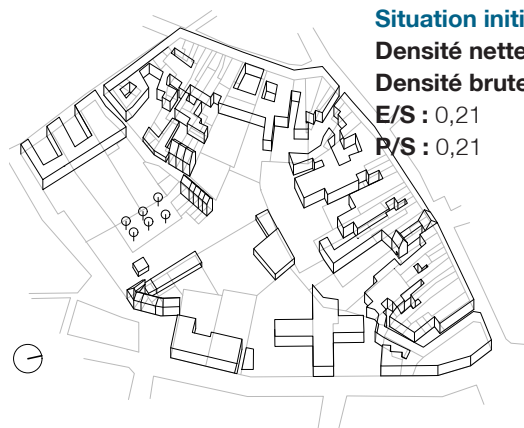 Situation initi
Densité nette
Densité brute
E/S : 0,21
P/S : 0,21